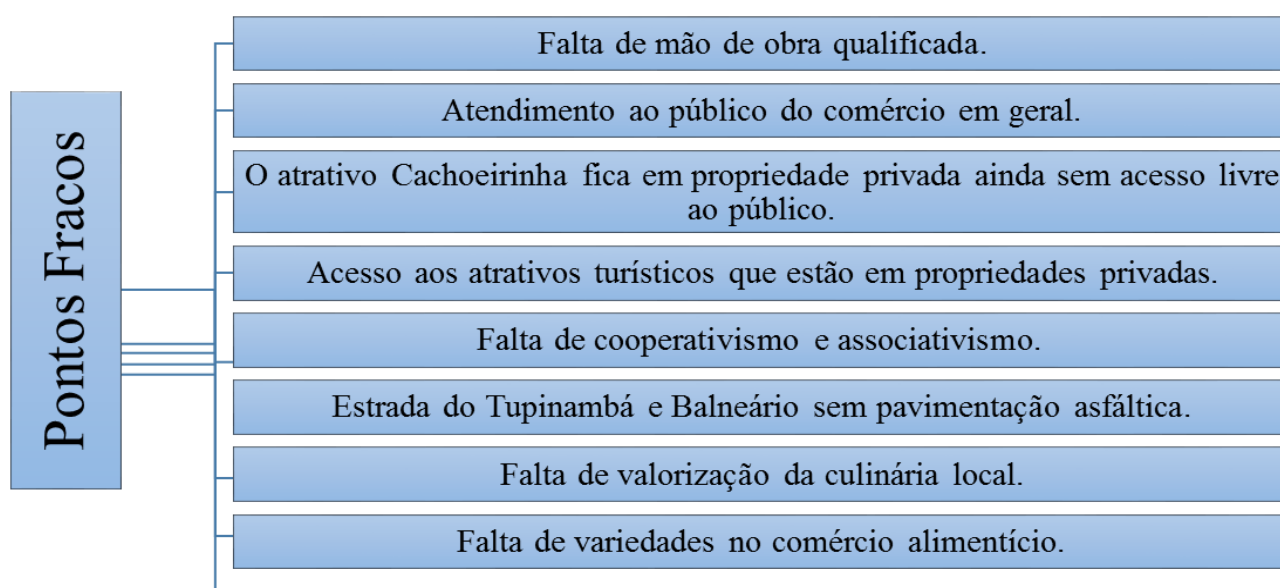 Pontos Fracos
Falta de mão de obra qualificada.
Atendimento ao público do comércio em geral.
O atrativo Cachoeirinha fica em propriedade privada ainda sem acesso livre
ao público.
Acesso aos atrativos turísticos que estão em propriedades privadas.
Falta de cooperativismo e associativismo.
Estrada do Tupinambá e Balneário sem pavimentação asfáltica.
Falta de valorização da culinária local.
Falta de variedades no comércio alimentício.